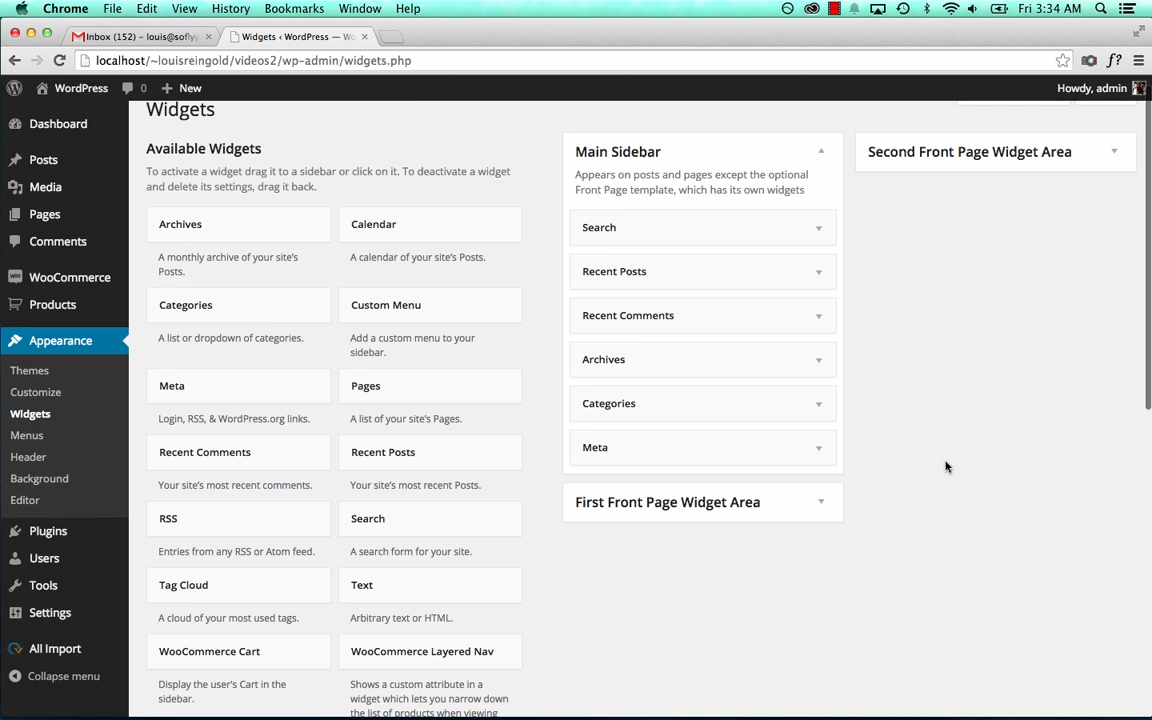 Chrome File Edit View History Bookmarks Window Help Fri 3:34 AM
Inbox (152) – louis@soflyy Widgets ‹ WordPress — Wo
localhost/~louisreingold/videos2/wp-admin/widgets.php f?
WordPress 0 New Howdy, admin
Dashboard
Posts
Media
Pages
Comments
WooCommerce
Products
Appearance
Themes
Customize
Widgets
Menus
Header
Background
Editor
Plugins
Users
Tools
Settings
All Import
Collapse menu
Widgets
Available Widgets
To activate a widget drag it to a sidebar or click on it. To deactivate a widget
and delete its settings, drag it back.
Archives
A monthly archive of your site's
Posts.
Calendar
A calendar of your site's Posts.
Categories
A list or dropdown of categories.
Custom Menu
Add a custom menu to your
sidebar.
Meta
Login, RSS, & WordPress.org links.
Pages
A list of your site's Pages.
Recent Comments
Your site's most recent comments.
Recent Posts
Your site's most recent Posts.
RSS
Entries from any RSS or Atom feed.
Search
A search form for your site.
Tag Cloud
A cloud of your most used tags.
Text
Arbitrary text or HTML.
WooCommerce Cart
Display the user's Cart in the
sidebar.
WooCommerce Layered Nav
Shows a custom attribute in a
widget which lets you narrow down
the list of products when viewing
Main Sidebar
Appears on posts and pages except the optional
Front Page template, which has its own widgets
Search
Recent Posts
Recent Comments
Archives
Categories
Meta
First Front Page Widget Area
Second Front Page Widget Area